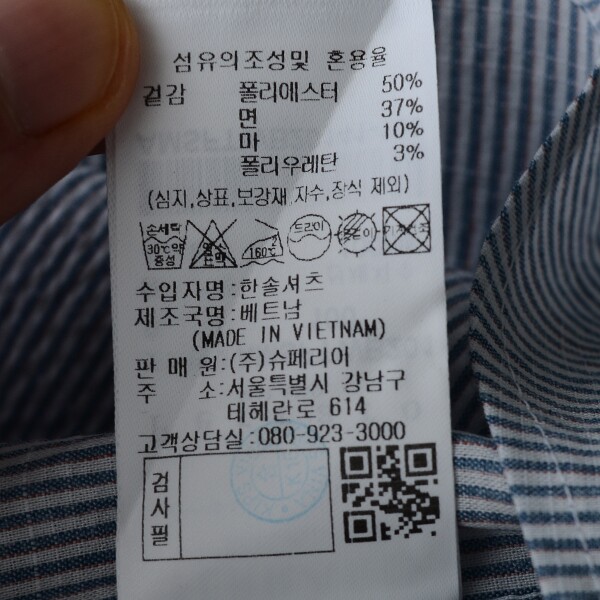 섬유의조성및 혼용율
겉감 폴리에스터 50%
면 37%
마 10%
폴리우레탄 3%
(심지,상표,보강재,자수,장식 제외)
손세탁 30℃약 중성 160℃ 2 드라이
수입자명:한솔셔츠
제조국명:베트남
(MADE IN VIETNAM)
판 매 원:(주)슈페리어
주 소:서울특별시 강남구
테헤란로 614
고객상담실:080-923-3000
검사필